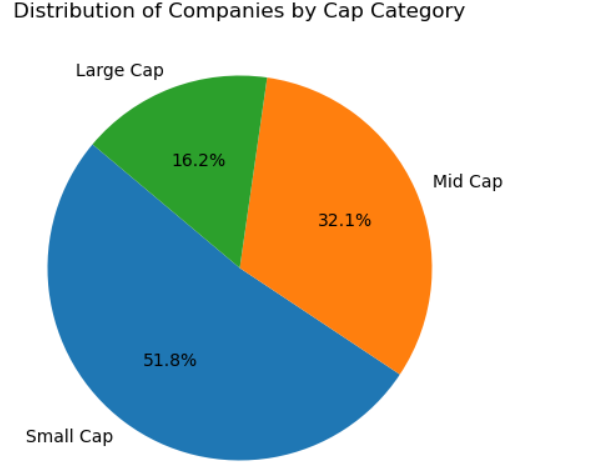 Distribution of Companies by Cap Category
Large Cap
16.2%
Mid Cap
32.1%
51.8%
Small Cap